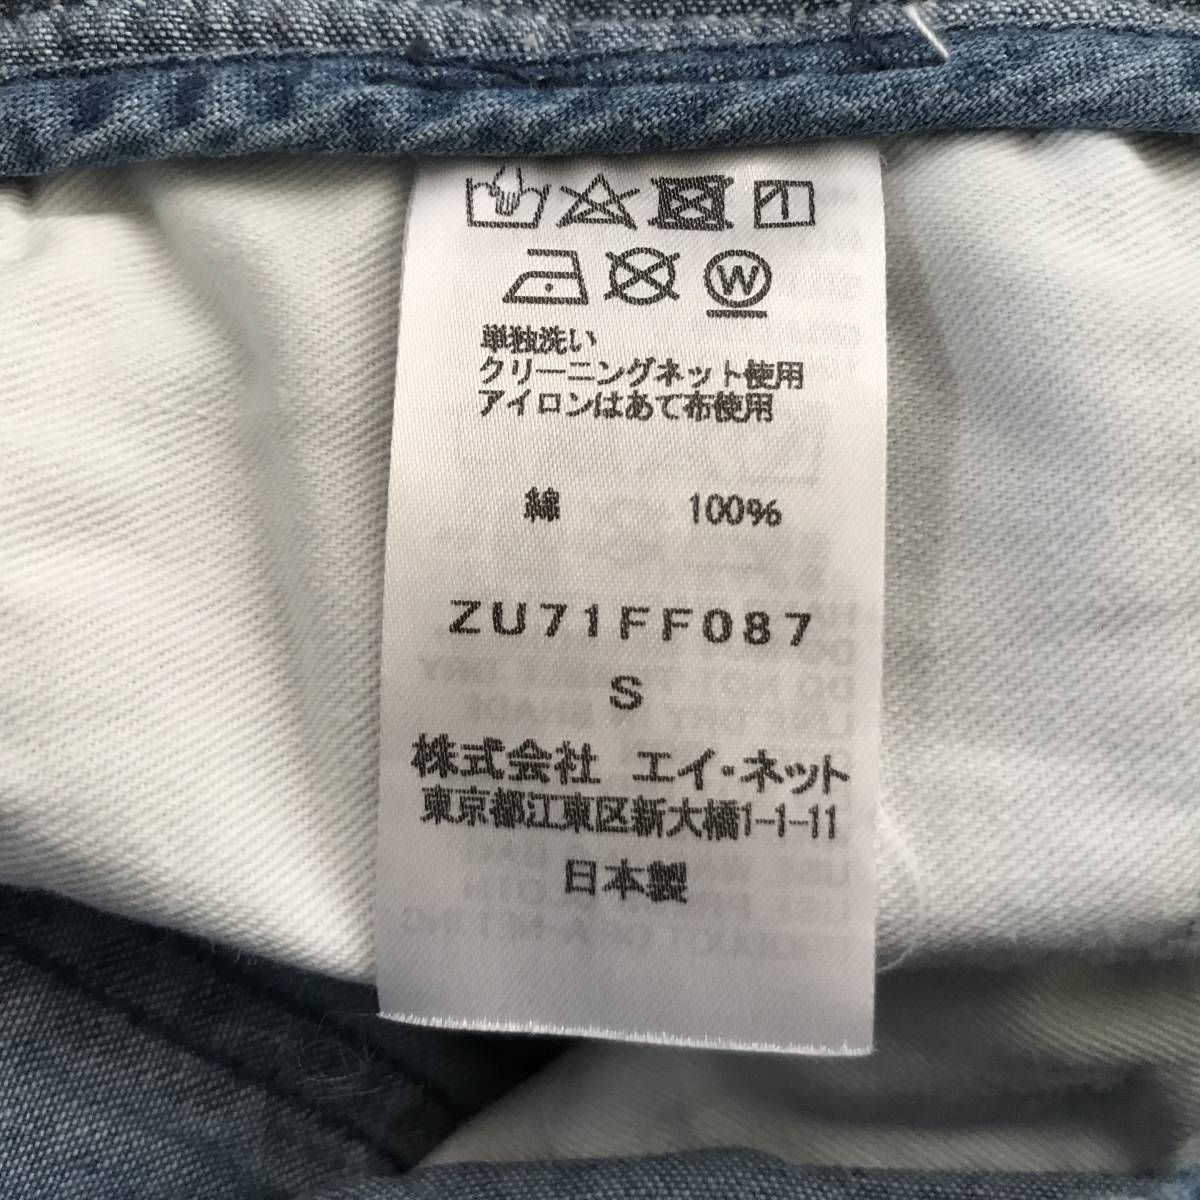 W
単独洗い
クリーニングネット使用
アイロンはあて布使用
綿 100%
ZU71FF087
S
株式会社 エイ・ネット
東京都江東区新大橋1-1-11
日本製